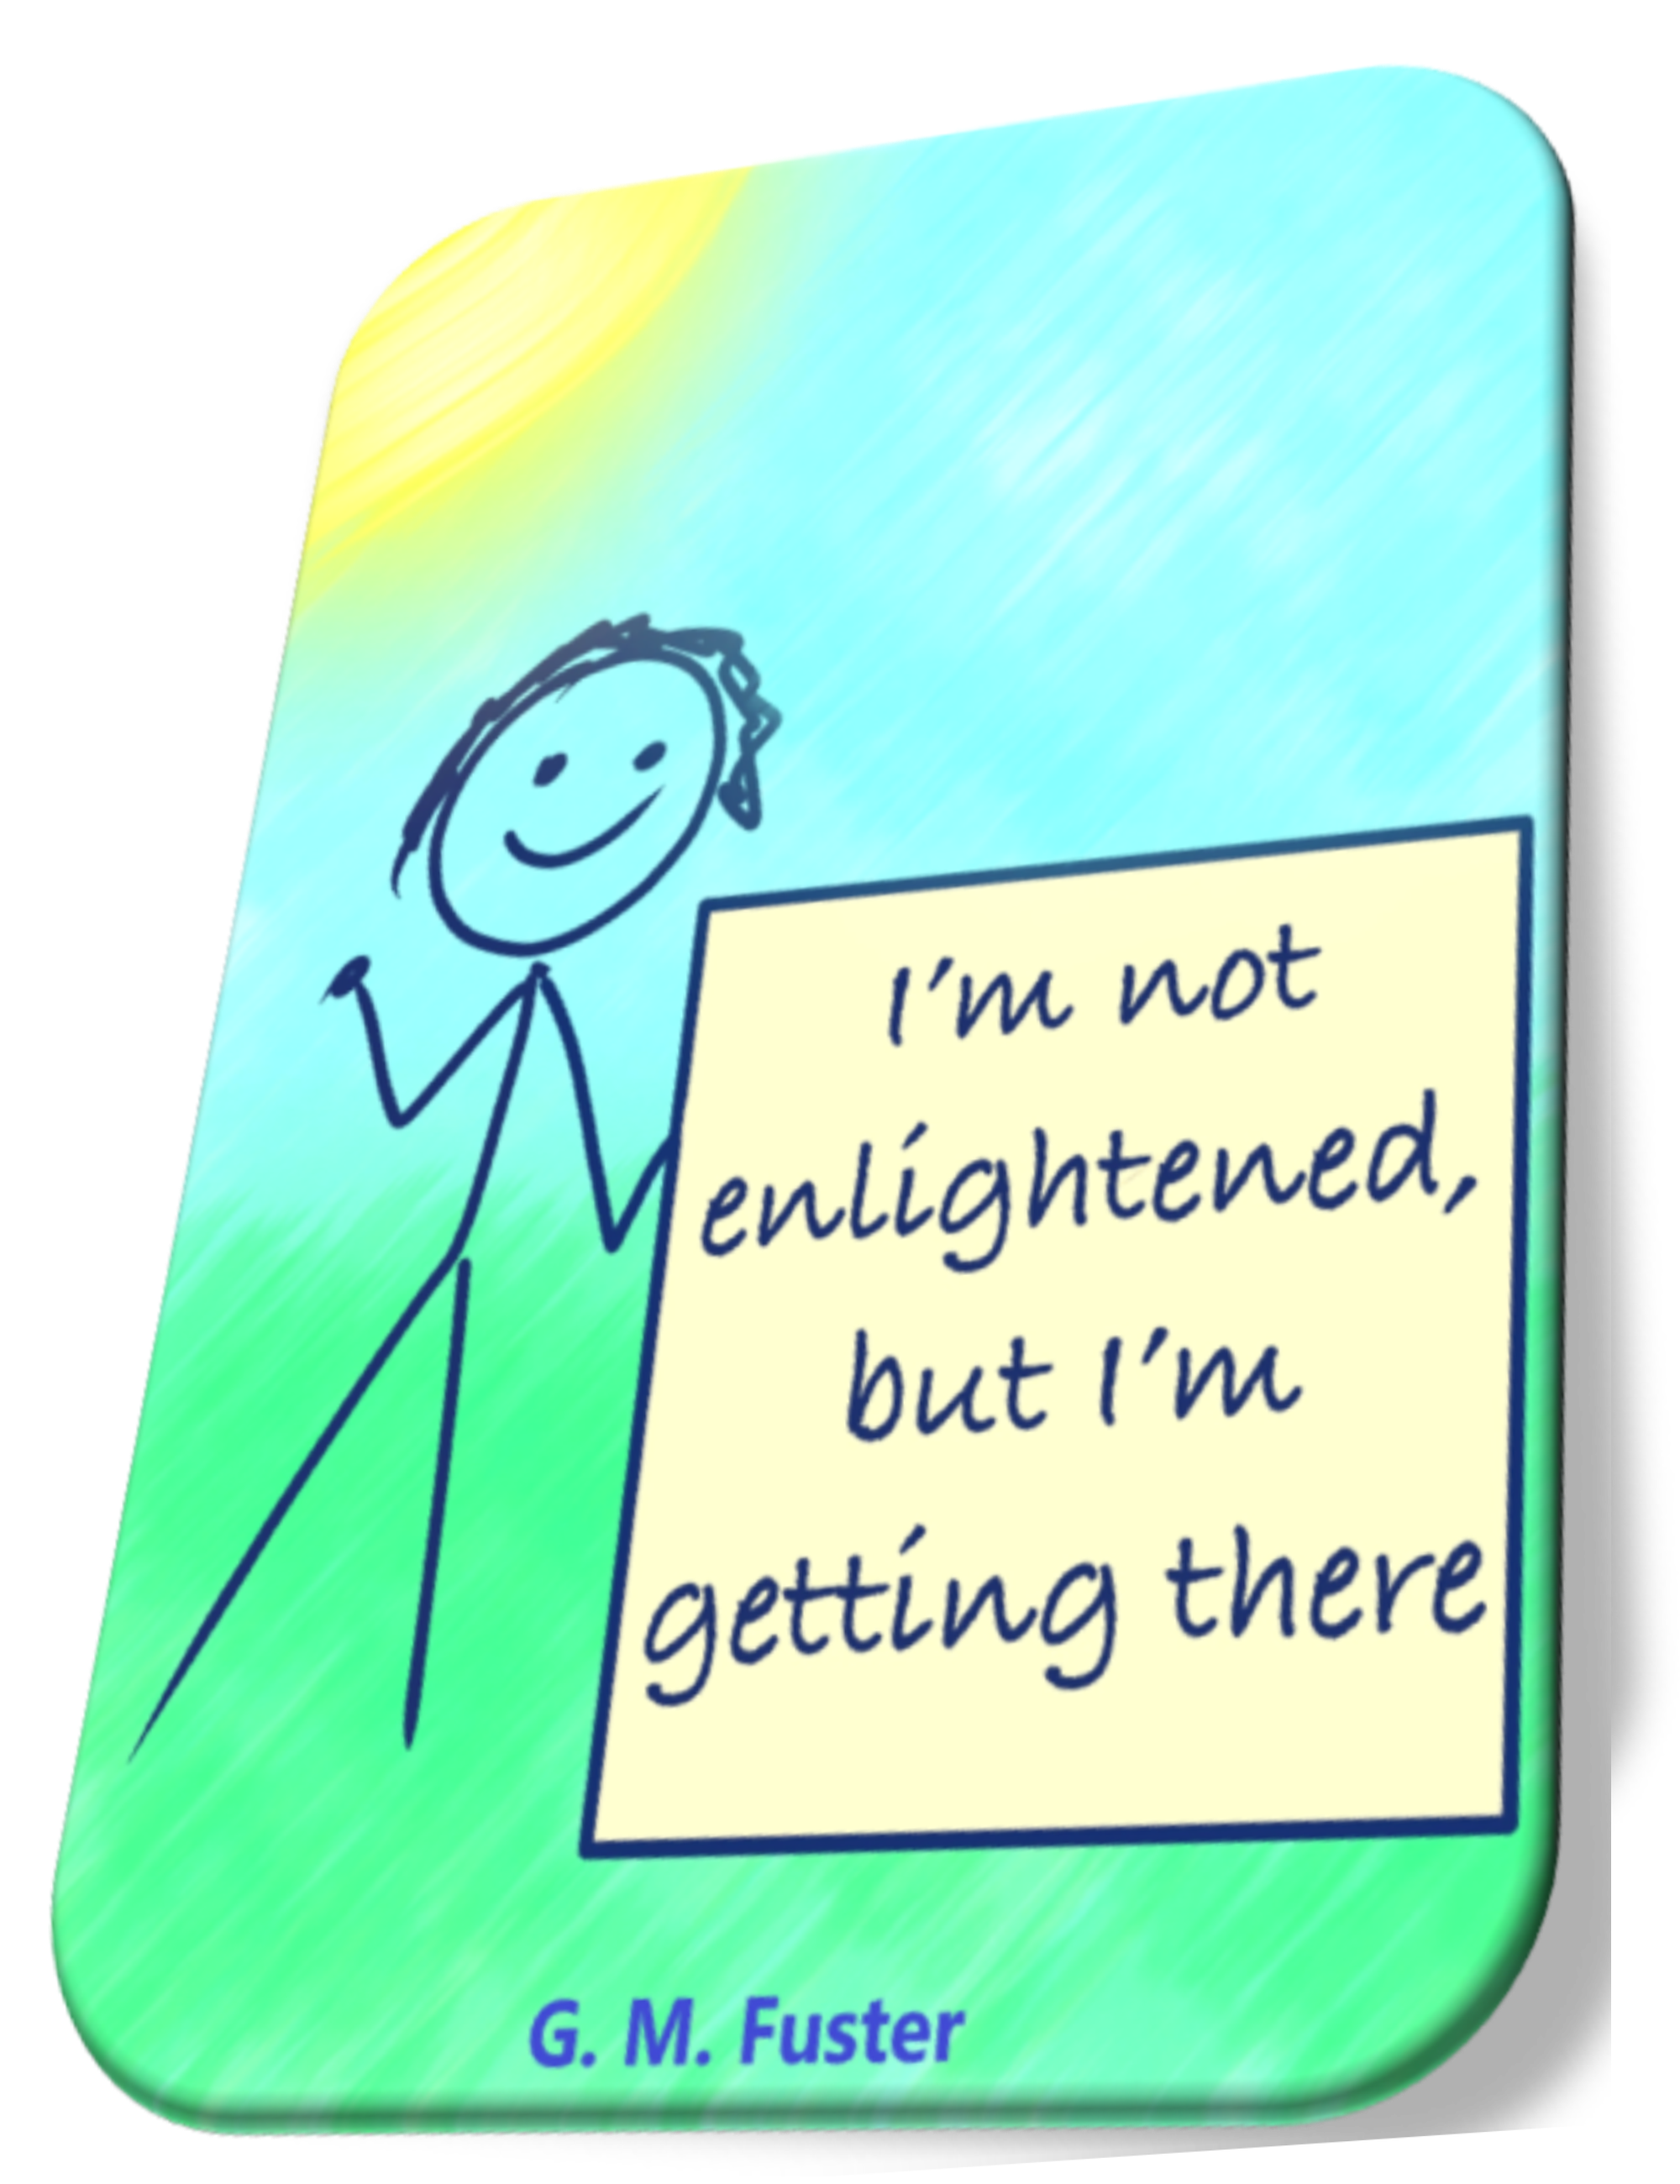 I'm not
enlightened,
but I'm
getting there
G. M. Fuster